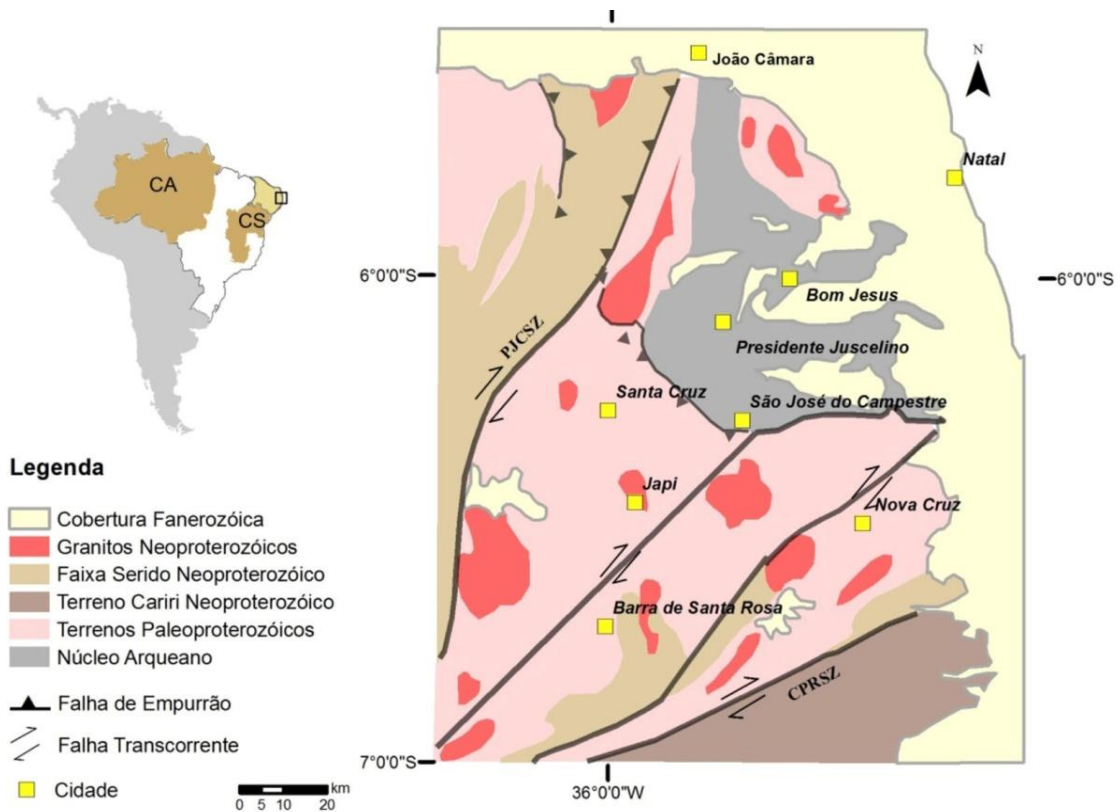 CA
CS
João Câmara
N
Natal
6°0'0"S
6°0'0"S
Bom Jesus
PJCSZ
Presidente Juscelino
Santa Cruz
São José do Campestre
Japi
Nova Cruz
Barra de Santa Rosa
CPRSZ
7°0'0"S
36°0'0"W
Legenda
Cobertura Fanerozóica
Granitos Neoproterozóicos
Faixa Serido Neoproterozóico
Terreno Cariri Neoproterozóico
Terrenos Paleoproterozóicos
Núcleo Arqueano
Falha de Empurrão
Falha Transcorrente
Cidade
km
0 5 10 20